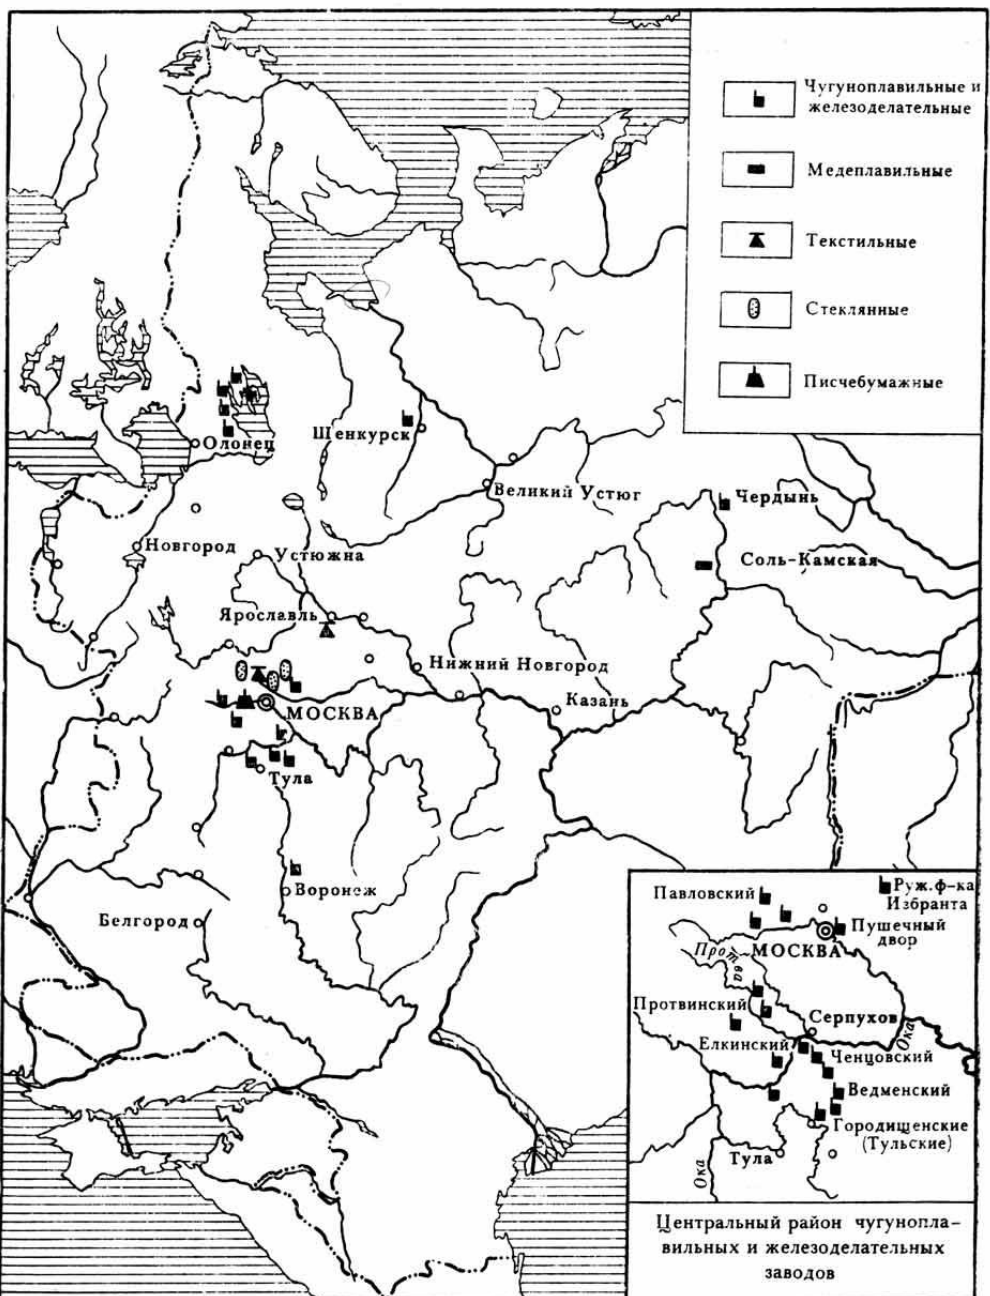 Чугуноплавильные и
железоделательные
Медеплавильные
Текстильные
Стеклянные
Писчебумажные
Олонец
Шенкурск
Великий Устюг
Чердынь
Новгород
Устюжна
Соль-Камская
Ярославль
Нижний Новгород
Казань
МОСКВА
Тула
Воронеж
Белгород
Павловский
Руж.ф-ка
Избранта
Пушечный
двор
МОСКВА
Протва
Протвинский
Серпухов
Ока
Елкинский
Ченцовский
Ведменский
Городищенские
(Тульские)
Тула
Ока
Центральный район чугунопла-
вильных и железоделательных
заводов